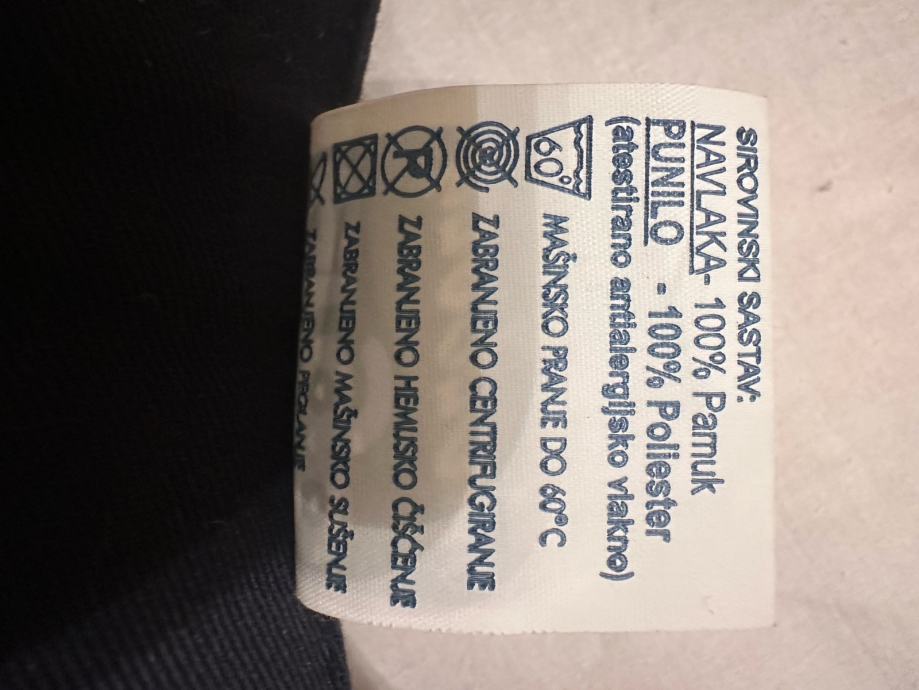 SIROVINSKI SASTAV:
NAVLAKA- 100% Pamuk
PUNILO - 100% Poliester
(atestirano antialergijsko vlakno)
60° MAŠINSKO PRANJE DO 60°C
ZABRANJENO CENTRIFUGIRANJE
P ZABRANJENO HEMIJSKO ČIŠĆENJE
ZABRANJENO MAŠINSKO SUŠENJE
ZABRANJENO